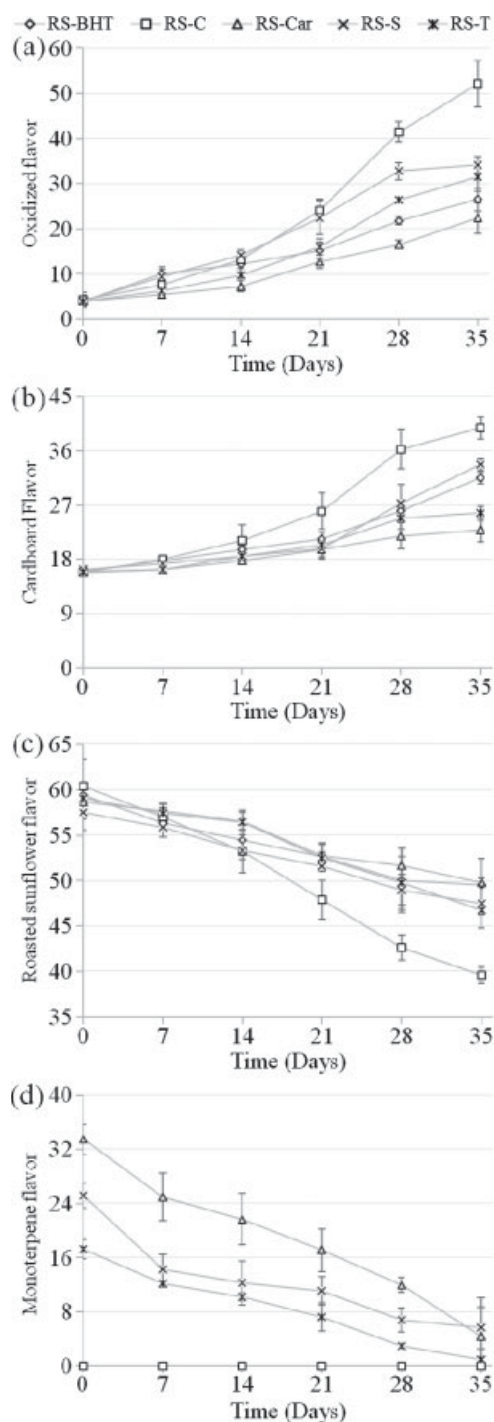 RS-BHT RS-C RS-Car RS-S RS-T
(a)
60
50
40
30
20
10
0
Oxidized flavor
0 7 14 21 28 35
Time (Days)
(b)
45
36
27
18
9
0
Cardboard Flavor
0 7 14 21 28 35
Time (Days)
(c)
65
60
55
50
45
40
35
Roasted sunflower flavor
0 7 14 21 28 35
Time (Days)
(d)
40
32
24
16
8
0
Monoterpene flavor
0 7 14 21 28 35
Time (Days)